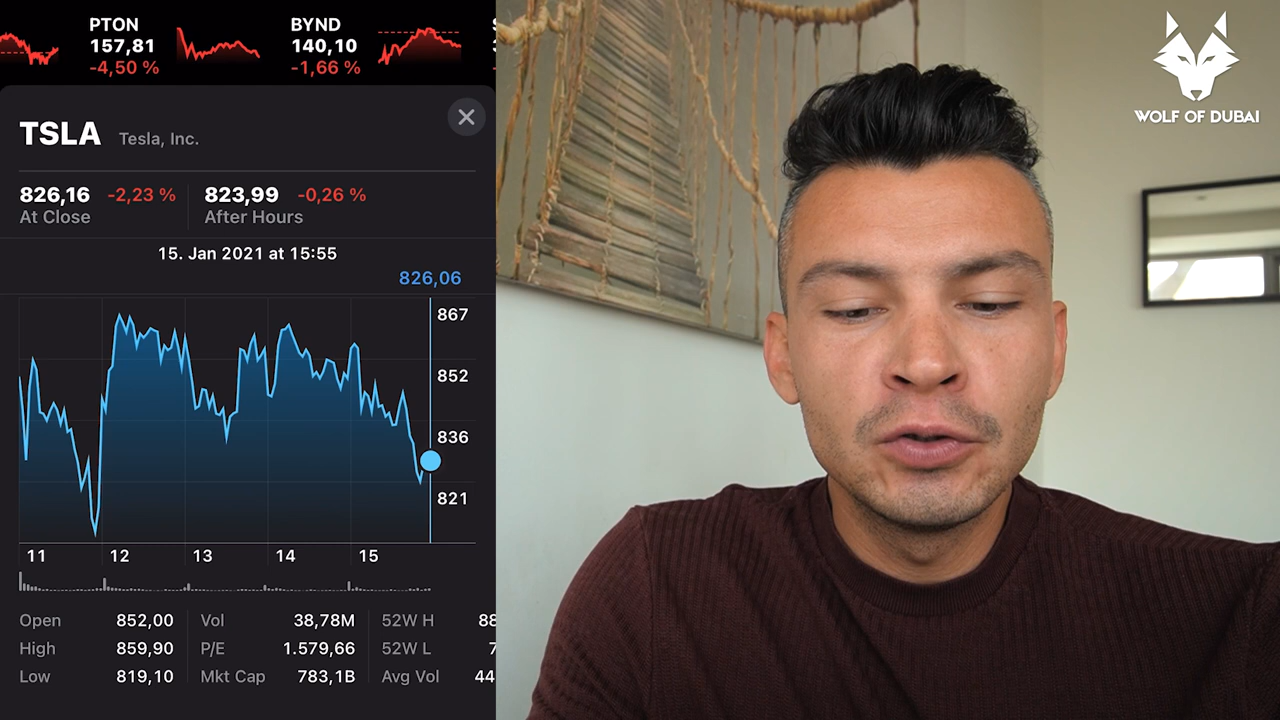 PTON
157,81
-4,50 %
BYND
140,10
-1,66 %
TSLA Tesla, Inc.
826,16 -2,23 % 823,99 -0,26 %
At Close After Hours
15. Jan 2021 at 15:55
826,06
867
852
836
821
11 12 13 14 15
Open 852,00 Vol 38,78M 52W H 88
High 859,90 P/E 1.579,66 52W L 7
Low 819,10 Mkt Cap 783,1B Avg Vol 44
WOLF OF DUBAI